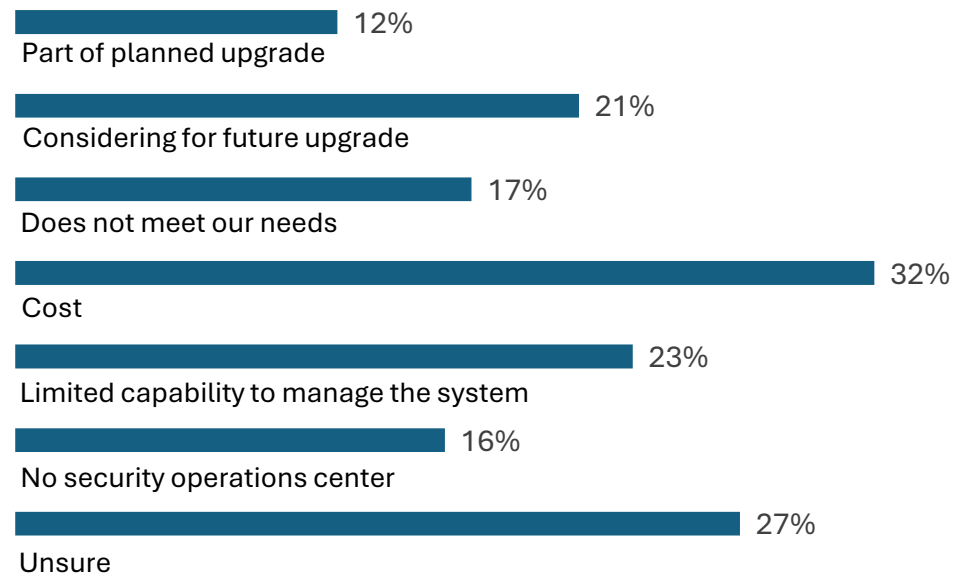 12%
Part of planned upgrade
21%
Considering for future upgrade
17%
Does not meet our needs
32%
Cost
23%
Limited capability to manage the system
16%
No security operations center
27%
Unsure